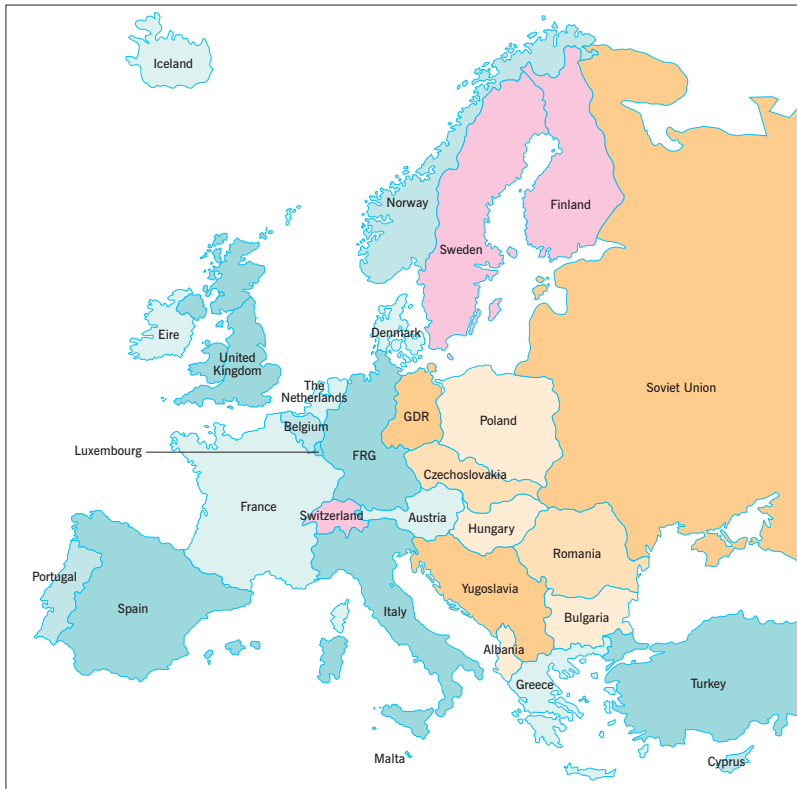 Iceland
Norway
Finland
Sweden
Eire
Denmark
United
Kingdom
The
Netherlands
Soviet Union
GDR
Poland
Belgium
Luxembourg
FRG
Czechoslovakia
France
Switzerland
Austria
Hungary
Romania
Portugal
Spain
Italy
Yugoslavia
Bulgaria
Albania
Greece
Turkey
Malta
Cyprus